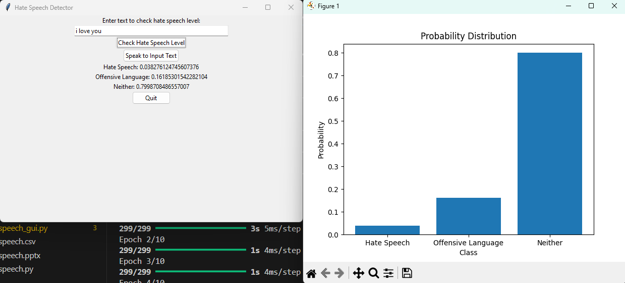 Hate Speech Detector
Enter text to check hate speech level:
i love you
Check Hate Speech Level
Speak to Input Text
Hate Speech: 0.038276124745607376
Offensive Language: 0.16185301542282104
Neither: 0.7998708486557007
Quit
speech_gui.py 3
speech.csv
speech.pptx
speech.py
299/299 3s 5ms/step
Epoch 2/10
299/299 1s 4ms/step
Epoch 3/10
299/299 1s 4ms/step
Epoch 4/10
Figure 1
Probability Distribution
Probability
0.8
0.7
0.6
0.5
0.4
0.3
0.2
0.1
0.0
Hate Speech Offensive Language Neither
Class